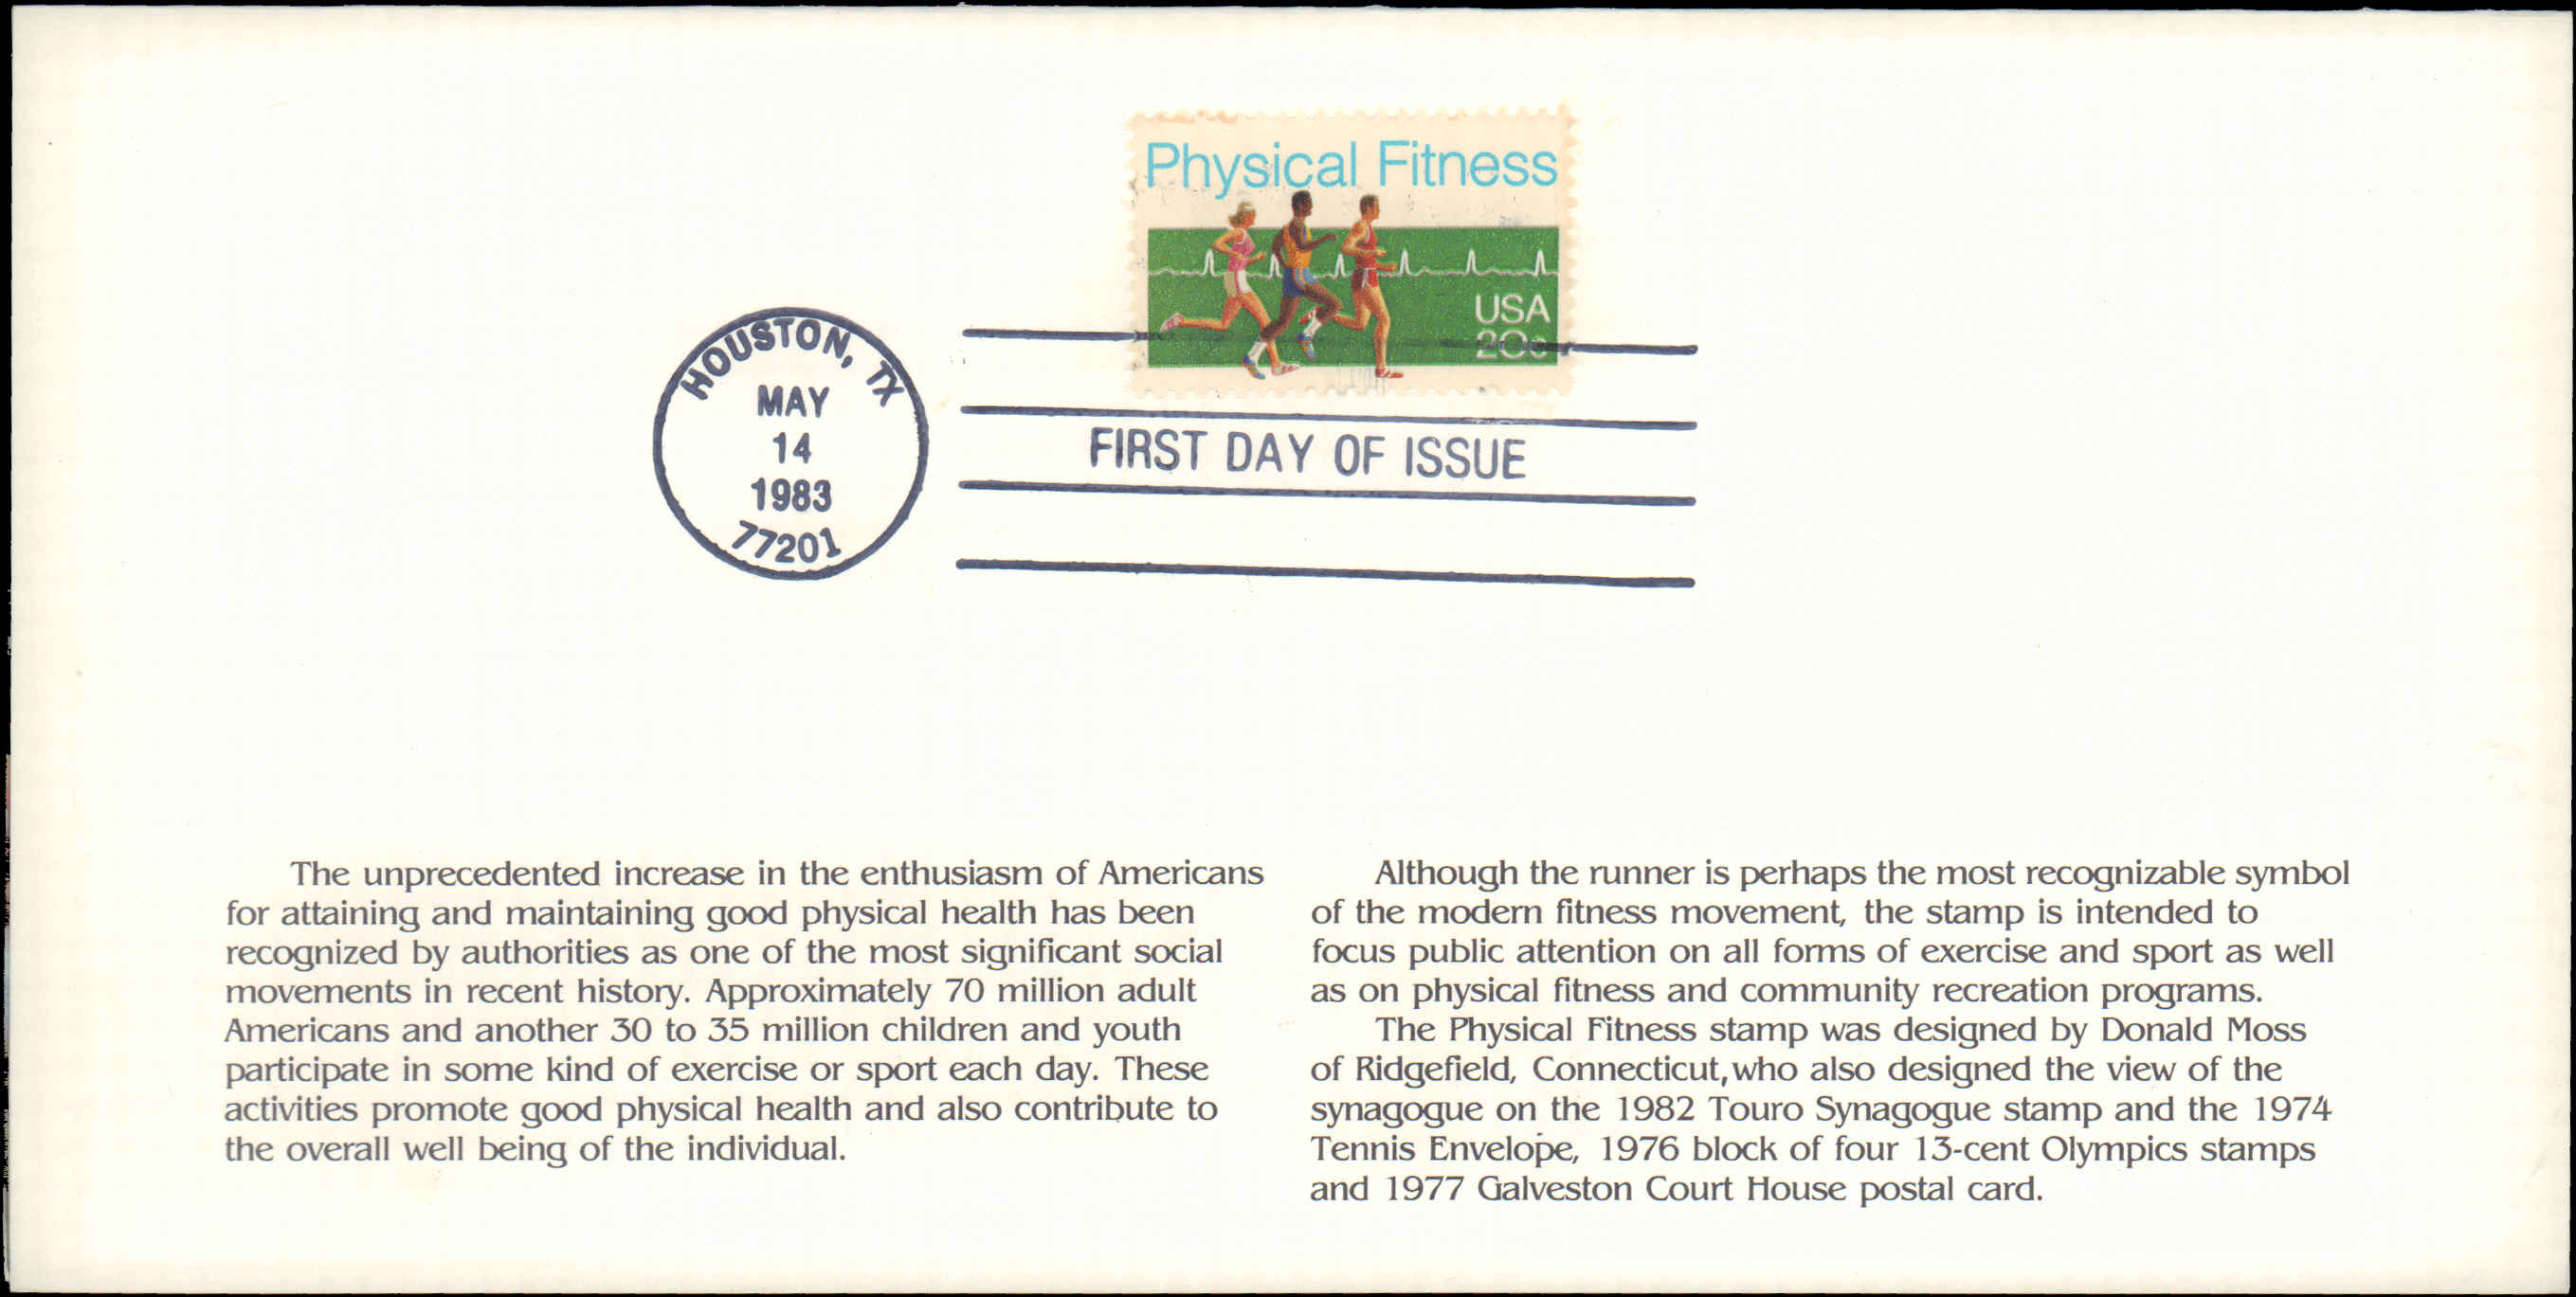 Physical Fitness
USA
20c
HOUSTON, TX
MAY
14
1983
77201
FIRST DAY OF ISSUE
The unprecedented increase in the enthusiasm of Americans
for attaining and maintaining good physical health has been
recognized by authorities as one of the most significant social
movements in recent history. Approximately 70 million adult
Americans and another 30 to 35 million children and youth
participate in some kind of exercise or sport each day. These
activities promote good physical health and also contribute to
the overall well being of the individual.
Although the runner is perhaps the most recognizable symbol
of the modern fitness movement, the stamp is intended to
focus public attention on all forms of exercise and sport as well
as on physical fitness and community recreation programs.
The Physical Fitness stamp was designed by Donald Moss
of Ridgefield, Connecticut,who also designed the view of the
synagogue on the 1982 Touro Synagogue stamp and the 1974
Tennis Envelope, 1976 block of four 13-cent Olympics stamps
and 1977 Galveston Court House postal card.